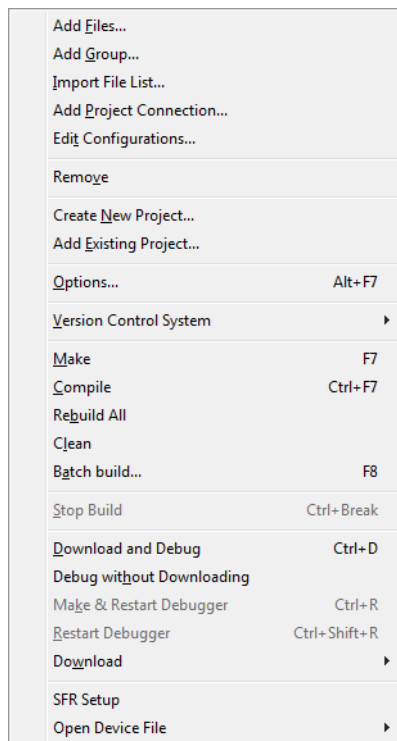 Add Files...
Add Group...
Import File List...
Add Project Connection...
Edit Configurations...
Remove
Create New Project...
Add Existing Project...
Options... Alt+F7
Version Control System
Make F7
Compile Ctrl+F7
Rebuild All
Clean
Batch build... F8
Stop Build Ctrl+Break
Download and Debug Ctrl+D
Debug without Downloading
Make & Restart Debugger Ctrl+R
Restart Debugger Ctrl+Shift+R
Download
SFR Setup
Open Device File